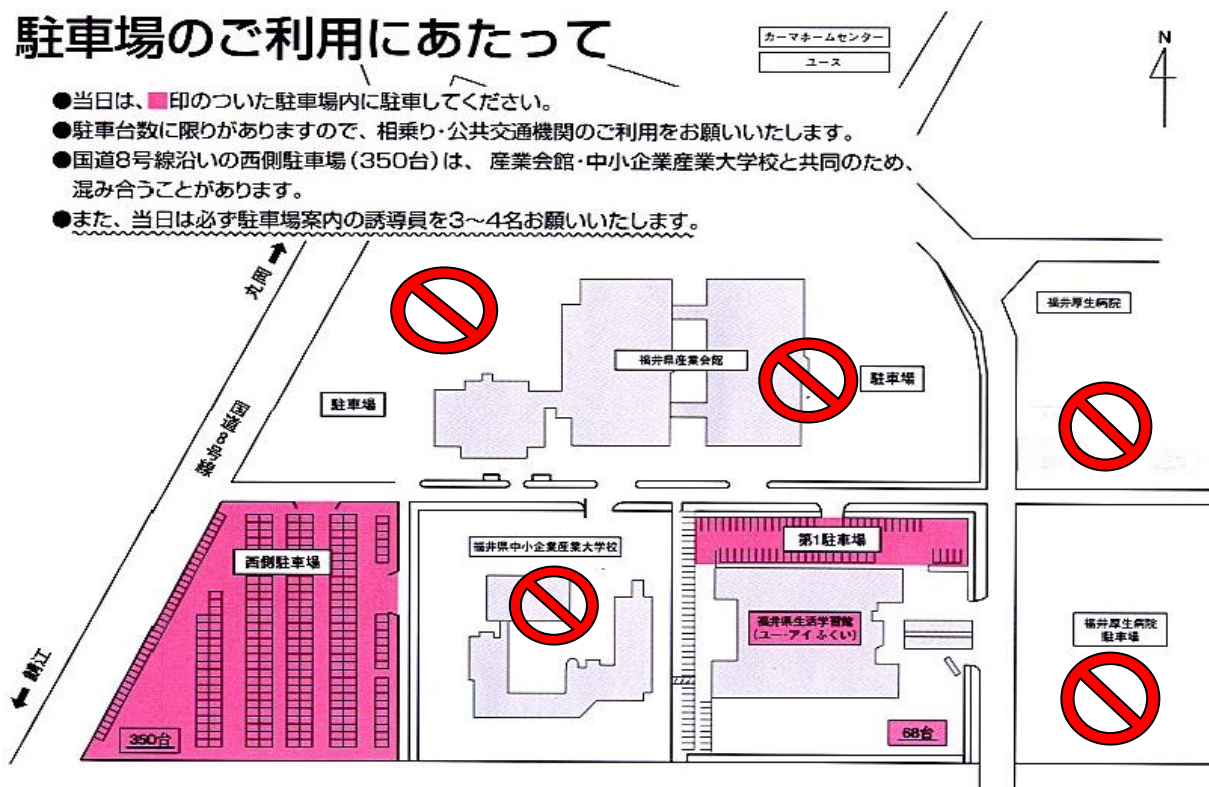 駐車場のご利用にあたって
カーマホームセンター
ユース
N
●当日は、■印のついた駐車場内に駐車してください。
●駐車台数に限りがありますので、相乗り・公共交通機関のご利用をお願いいたします。
●国道8号線沿いの西側駐車場(350台)は、産業会館・中小企業産業大学校と共同のため、
混み合うことがあります。
●また、当日は必ず駐車場案内の誘導員を3〜4名お願いいたします。
丸岡
福井厚生病院
福井県産業会館
駐車場
駐車場
国道8号線
西側駐車場
福井県中小企業産業大学校
第1駐車場
福井県生活学習館
(ユー・アイ ふくい)
福井厚生病院
駐車場
鯖江
350台
68台